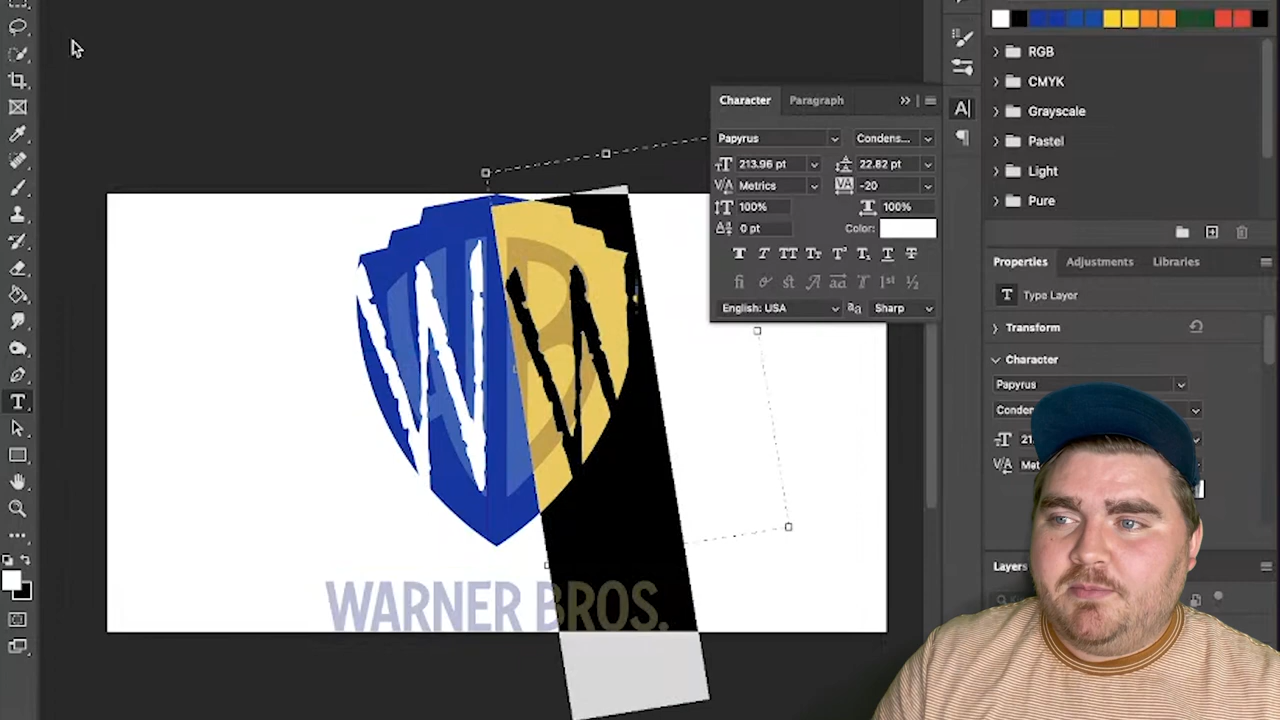 RGB
CMYK
Grayscale
Pastel
Light
Pure
Character
Paragraph
Papyrus
Condens...
213.96 pt
22.82 pt
Metrics
-20
100%
100%
0 pt
Color:
English: USA
Sharp
Properties
Adjustments
Libraries
Type Layer
Transform
Character
Papyrus
Layers
W W
WB
WARNER BROS.